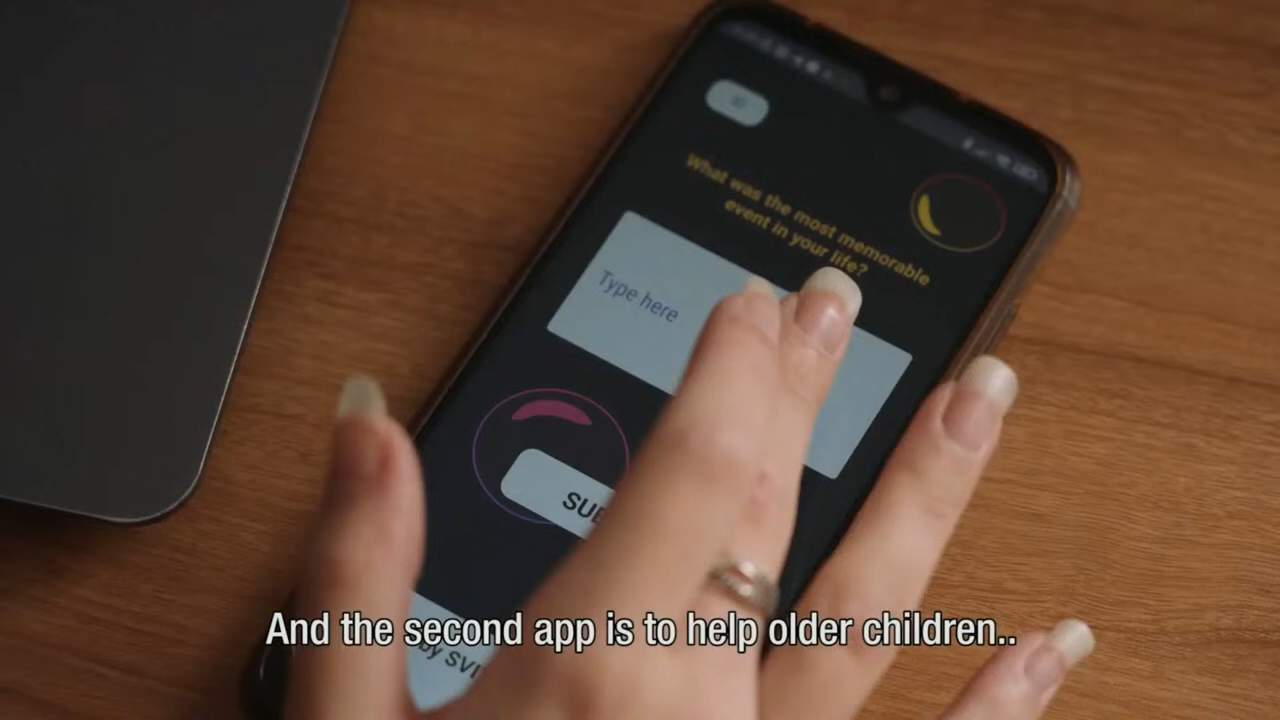 What was the most memorable
event in your life?
Type here
And the second app is to help older children..